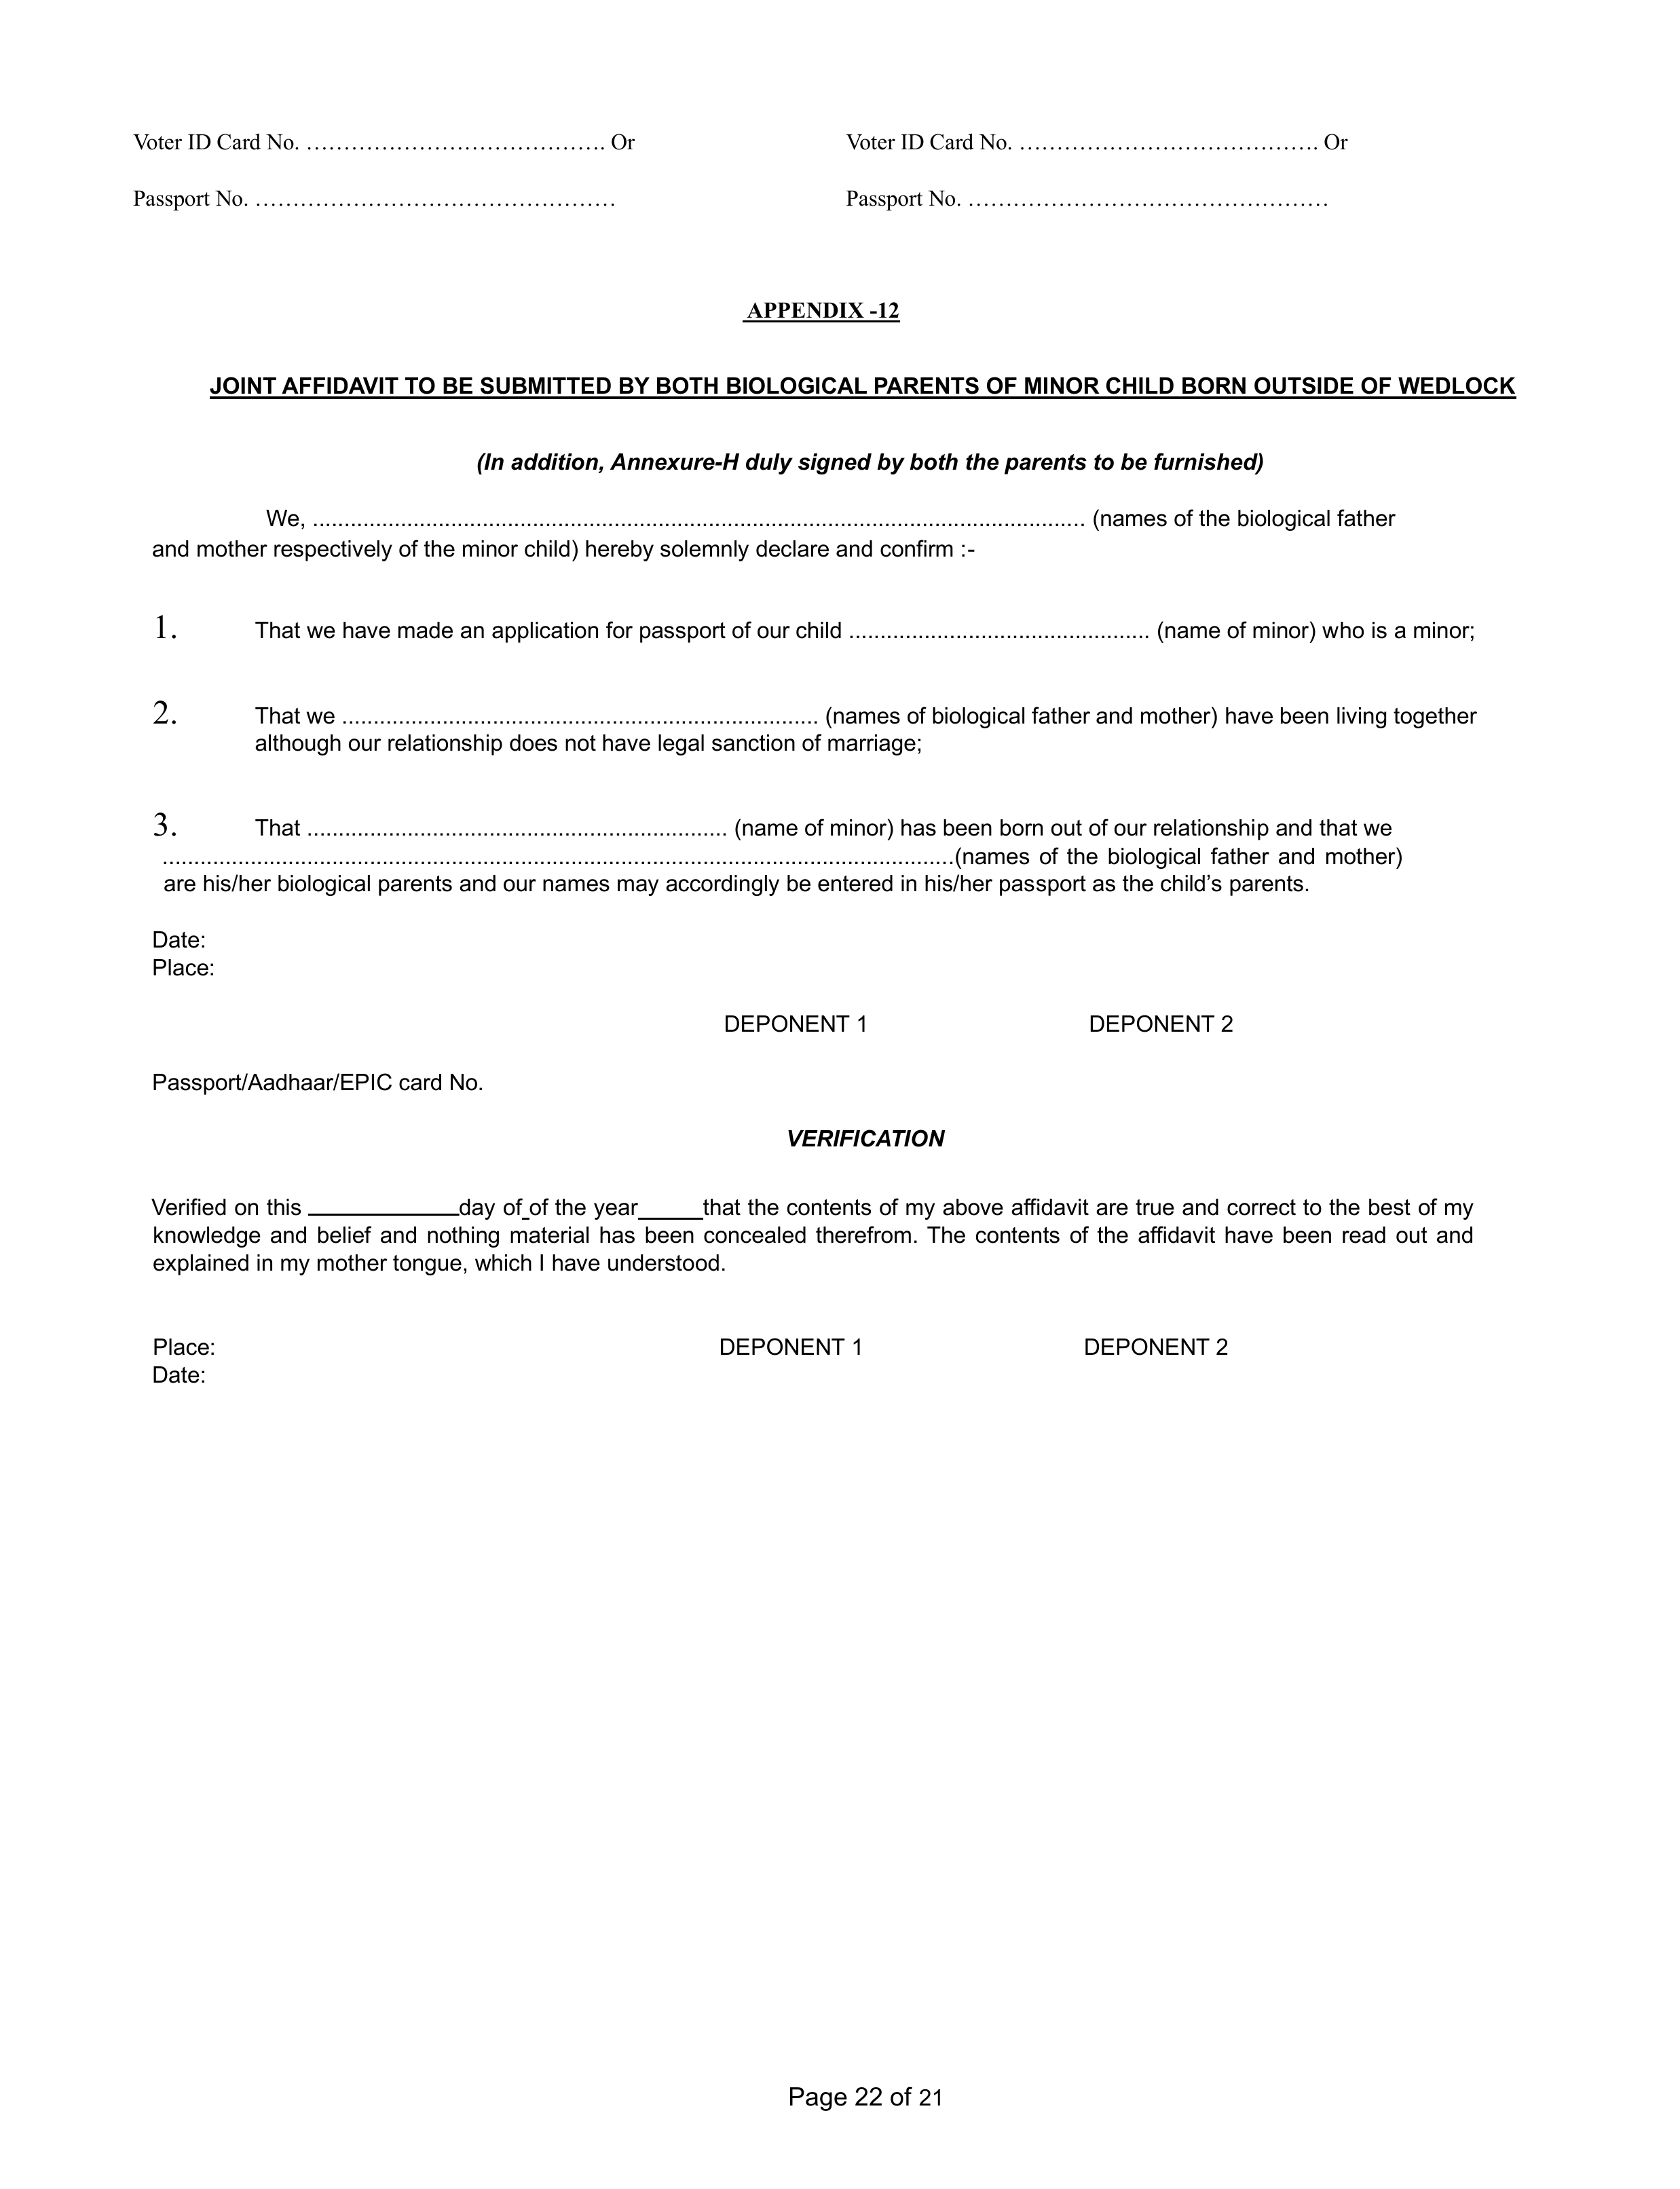 Voter ID Card No. …………………………………. Or Voter ID Card No. …………………………………. Or
Passport No. ………………………………………… Passport No. …………………………………………
APPENDIX -12
JOINT AFFIDAVIT TO BE SUBMITTED BY BOTH BIOLOGICAL PARENTS OF MINOR CHILD BORN OUTSIDE OF WEDLOCK
(In addition, Annexure-H duly signed by both the parents to be furnished)
We, ........................................................................................................................... (names of the biological father
and mother respectively of the minor child) hereby solemnly declare and confirm :-
1. That we have made an application for passport of our child ................................................ (name of minor) who is a minor;
2. That we ............................................................................ (names of biological father and mother) have been living together
although our relationship does not have legal sanction of marriage;
3. That ................................................................... (name of minor) has been born out of our relationship and that we
..............................................................................................................................(names of the biological father and mother)
are his/her biological parents and our names may accordingly be entered in his/her passport as the child’s parents.
Date:
Place:
DEPONENT 1 DEPONENT 2
Passport/Aadhaar/EPIC card No.
VERIFICATION
Verified on this ____________day of_of the year_____that the contents of my above affidavit are true and correct to the best of my
knowledge and belief and nothing material has been concealed therefrom. The contents of the affidavit have been read out and
explained in my mother tongue, which I have understood.
Place: DEPONENT 1 DEPONENT 2
Date:
Page 22 of 21